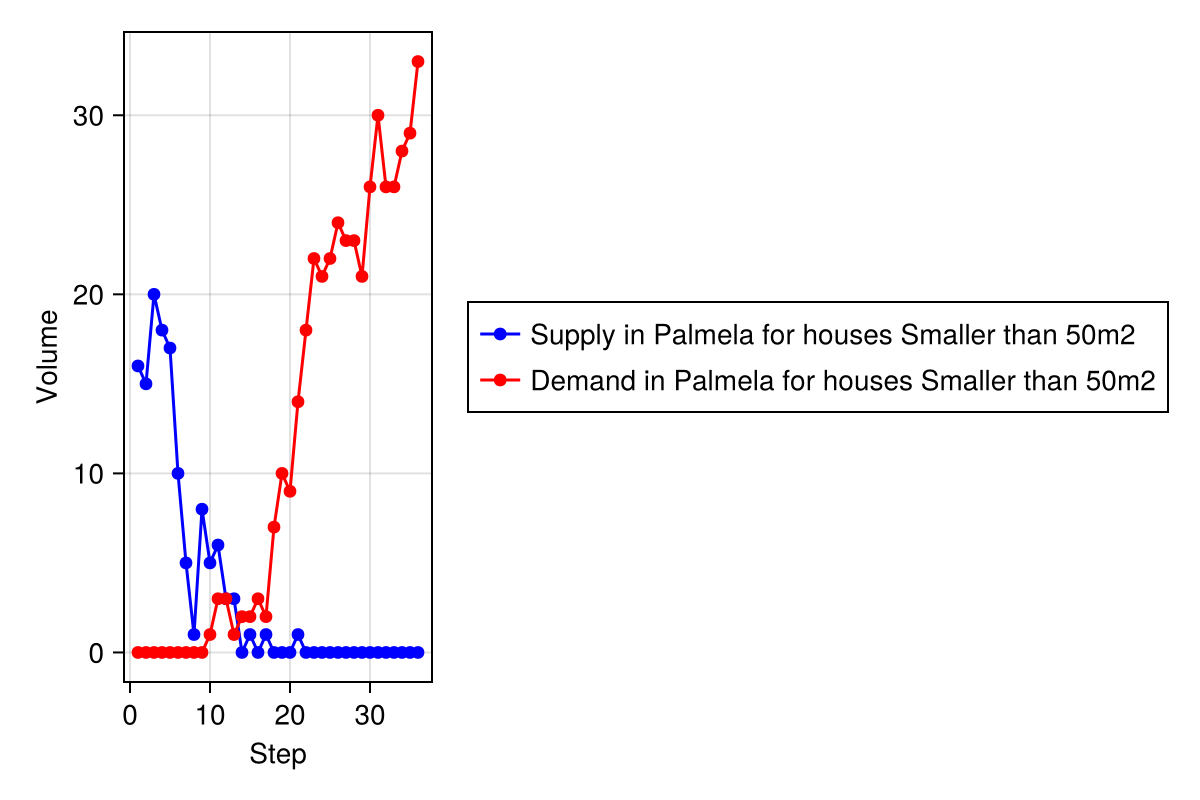 30
20
10
0
Volume
0 10 20 30
Step
Supply in Palmela for houses Smaller than 50m2
Demand in Palmela for houses Smaller than 50m2